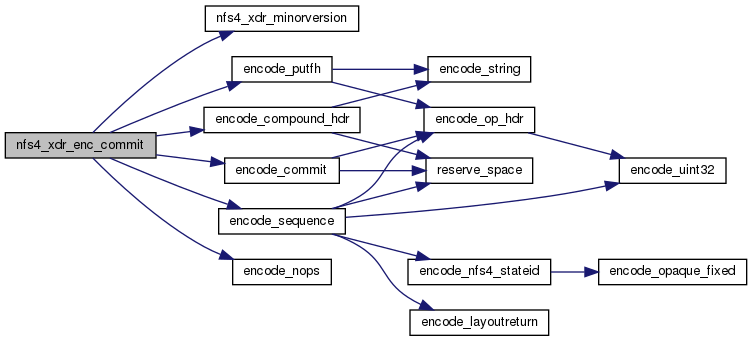 nfs4_xdr_minorversion
encode_putfh
encode_string
encode_compound_hdr
encode_op_hdr
nfs4_xdr_enc_commit
encode_commit
reserve_space
encode_uint32
encode_sequence
encode_nops
encode_nfs4_stateid
encode_opaque_fixed
encode_layoutreturn